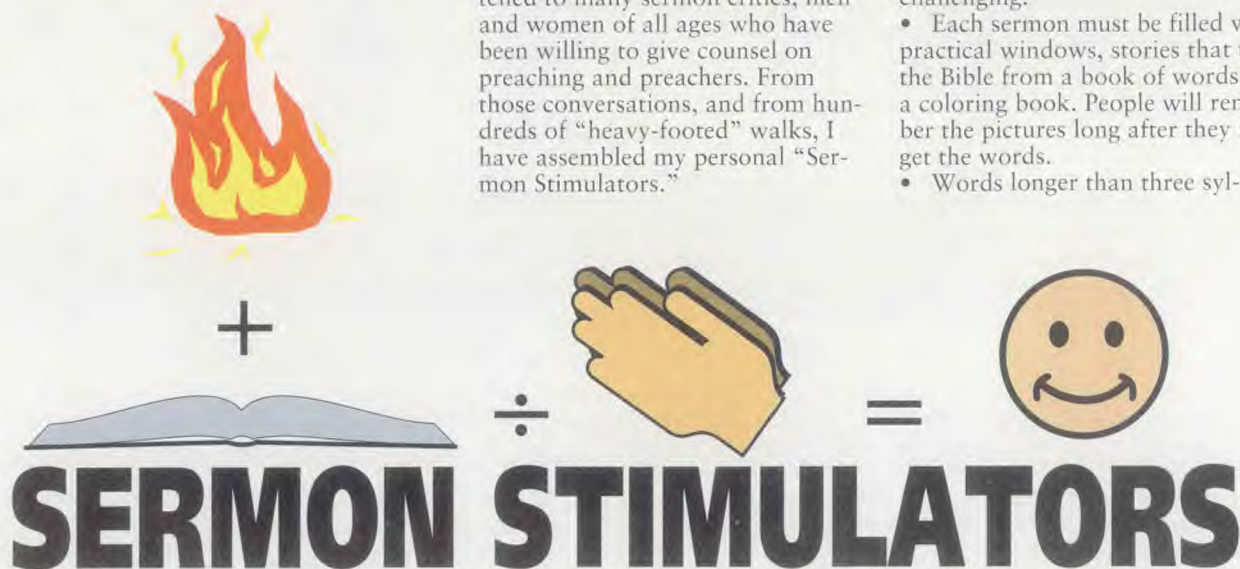 and women of all ages who have
been willing to give counsel on
preaching and preachers. From
those conversations, and from hun-
dreds of “heavy-footed” walks, I
have assembled my personal “Ser-
mon Stimulators.”
• Each sermon must be filled
practical windows, stories that
the Bible from a book of words
a coloring book. People will
ber the pictures long after they
get the words.
• Words longer than three syl-
+
÷
=
SERMON STIMULATORS